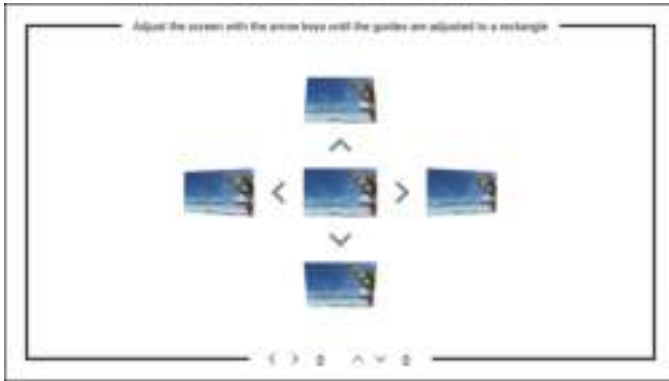 Adjust the screen with the arrow keys until the guides are adjusted to a rectangle
0 0